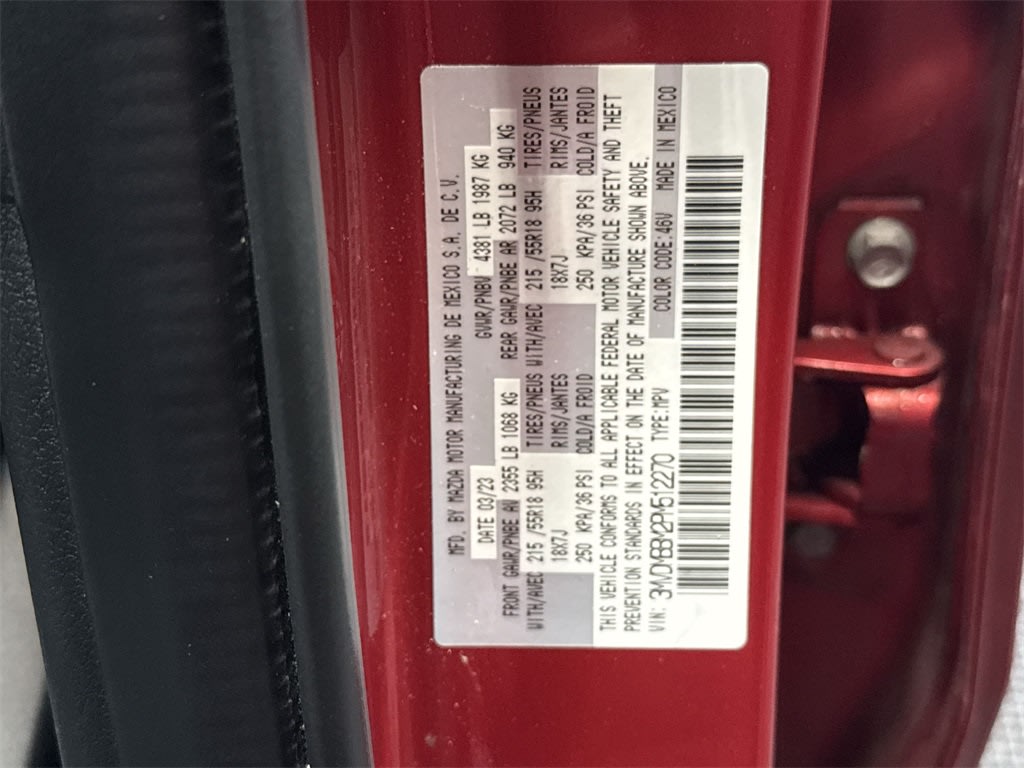 MFD. BY MAZDA MOTOR MANUFACTURING DE MEXICO S.A. DE C.V.
DATE 03/23 GVWR/PNBV 4381 LB 1987 KG
FRONT GAWR/PNBE AV 2355 LB 1068 KG REAR GAWR/PNBE AR 2072 LB 940 KG
WITH/AVEC 215 /55R18 95H TIRES/PNEUS WITH/AVEC 215 /55R18 95H TIRES/PNEUS
18X7J RIMS/JANTES 18X7J RIMS/JANTES
250 KPA/36 PSI COLD/A FROID 250 KPA/36 PSI COLD/A FROID
THIS VEHICLE CONFORMS TO ALL APPLICABLE FEDERAL MOTOR VEHICLE SAFETY AND THEFT
PREVENTION STANDARDS IN EFFECT ON THE DATE OF MANUFACTURE SHOWN ABOVE.
VIN: 3MVDMBBM2PM512270 TYPE:MPV COLOR CODE:46V MADE IN MEXICO